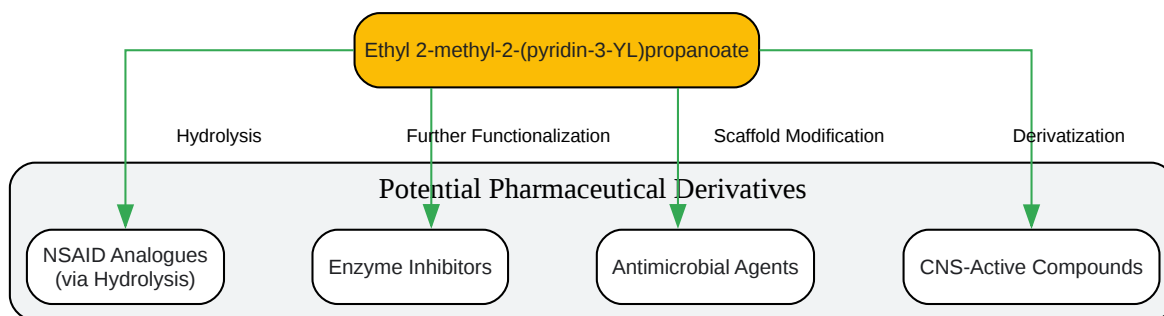 Ethyl 2-methyl-2-(pyridin-3-YL)propanoate
Hydrolysis
Further Functionalization
Scaffold Modification
Derivatization
Potential Pharmaceutical Derivatives
NSAID Analogues
(via Hydrolysis)
Enzyme Inhibitors
Antimicrobial Agents
CNS-Active Compounds